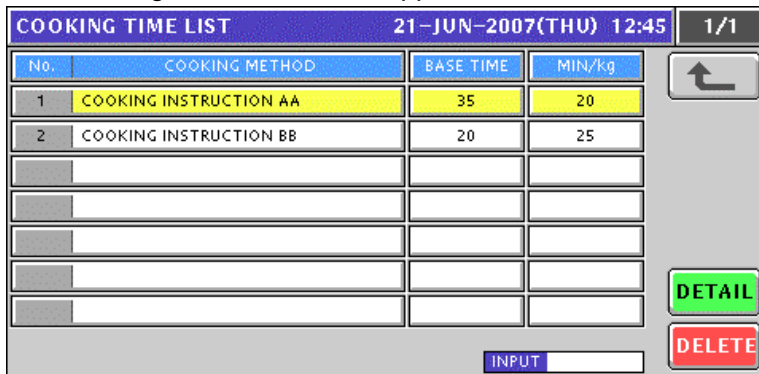 COOKING TIME LIST 21-JUN-2007(THU) 12:45 1/1
No. COOKING METHOD BASE TIME MIN/kg
1 COOKING INSTRUCTION AA 35 20
2 COOKING INSTRUCTION BB 20 25
DETAIL
DELETE
INPUT